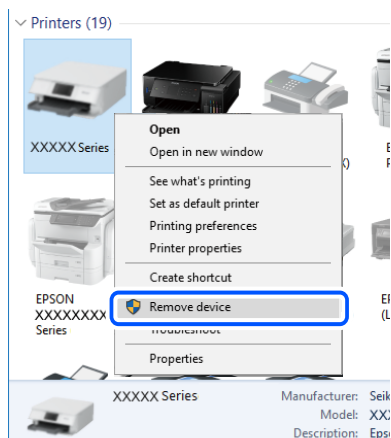 Printers (19)
XXXXX Series
Open
Open in new window
See what's printing
Set as default printer
Printing preferences
Printer properties
Create shortcut
Remove device
Troubleshoot
Properties
EPSON
XXXXXXXX
Series
XXXXX Series
Manufacturer:
Model:
Description: